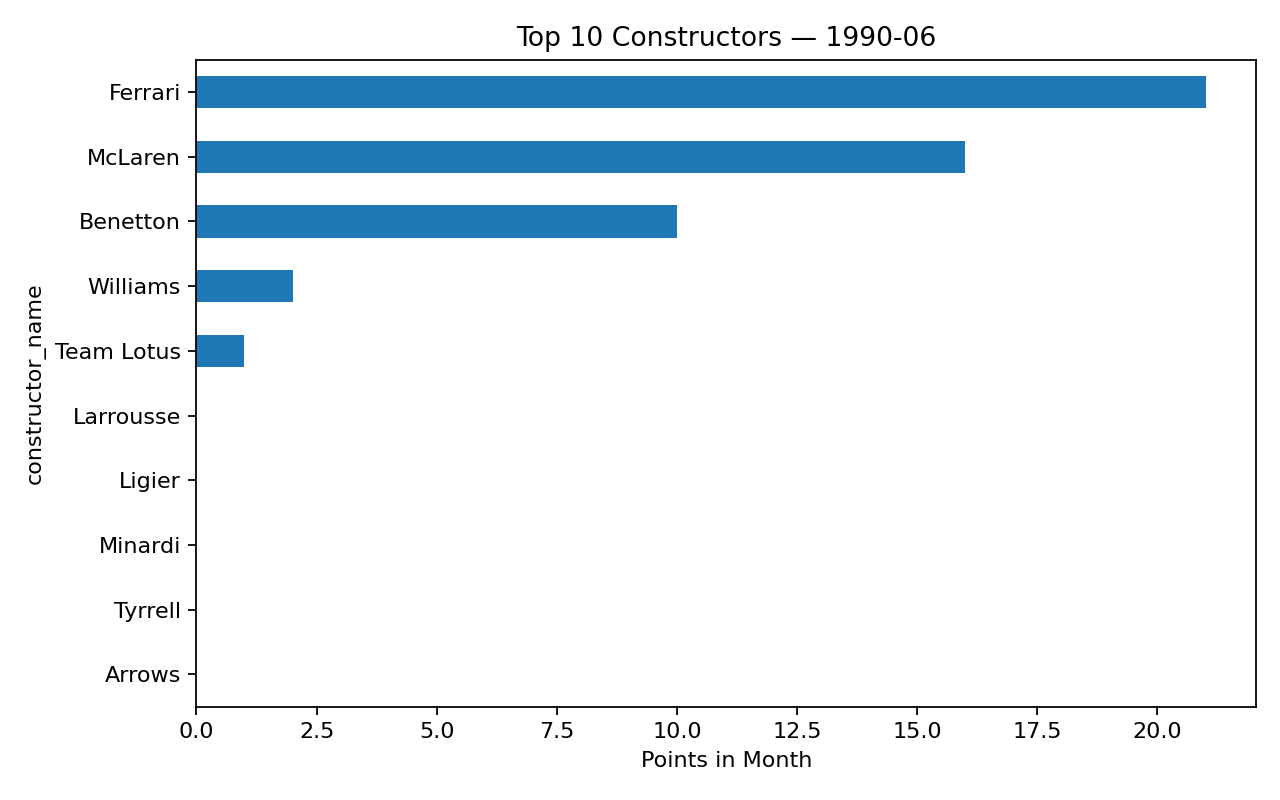 Top 10 Constructors — 1990-06
constructor_name
Ferrari
McLaren
Benetton
Williams
Team Lotus
Larrousse
Ligier
Minardi
Tyrrell
Arrows
0.0 2.5 5.0 7.5 10.0 12.5 15.0 17.5 20.0
Points in Month